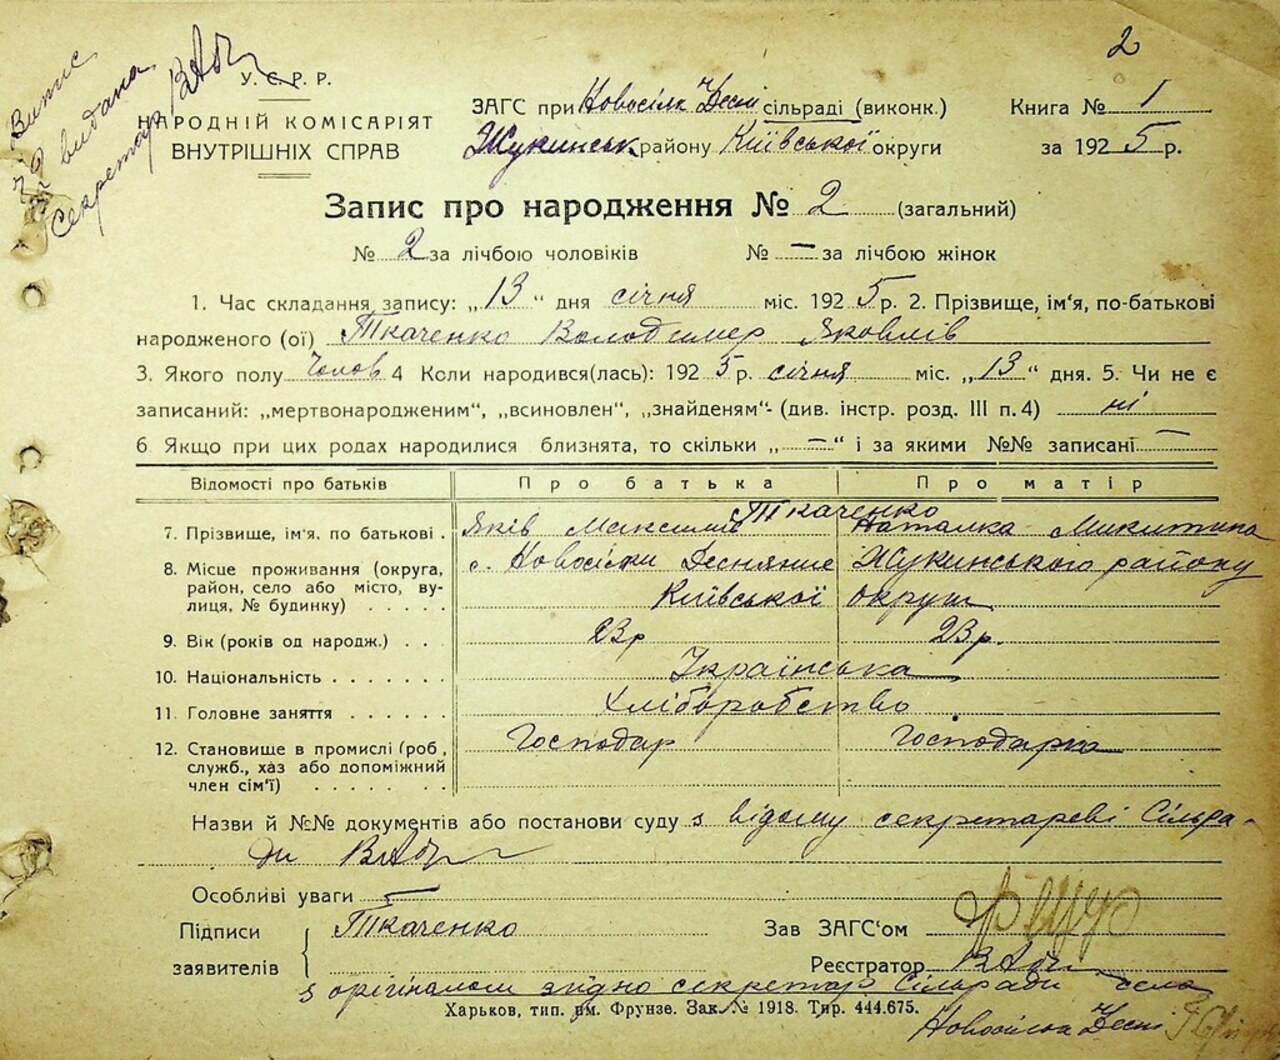 2
Випис
видана
Секретар
У.С.Р.Р.
НАРОДНІЙ КОМІСАРІЯТ
ВНУТРІШНІХ СПРАВ
ЗАГС при Новосілк Десн сільраді (виконк.)
Жукинськ району Київської округи
Книга № 1
за 1925 р.
Запис про народження № 2 (загальний)
№ 2 за лічбою чоловіків № — за лічбою жінок
1. Час складання запису: „13“ дня січня міс. 1925 р. 2. Прізвище, ім'я, по-батькові
народженого (ої) Ткаченко Володимер Яковлів
3. Якого полу Чолов 4 Коли народився(лась): 1925 р. січня міс. „13“ дня. 5. Чи не є
записаний: „мертвонародженим“, „всиновлен“, „знайденям“- (див. інстр. розд. III п. 4) ні
6 Якщо при цих родах народилися близнята, то скільки „—“ і за якими №№ записані —
Відомості про батьків Про батька Про матір
Ткаченко
7. Прізвище, ім'я, по батькові . Яків Максимів Наталка Микитина
8. Місце проживання (округа, с. Новосілки Десняние Жукинського району
район, село або місто, ву-
лиця, № будинку) . . . . . Київської округи
9. Вік (років од народж.) . . . 23 р 23 р.
10. Національність . . . . . . . Українська
11. Головне заняття . . . . . . Хліборобство
12. Становище в промислі (роб., Господар Господарка
служб., хаз або допоміжний
член сім'ї) . . . . . . .
Назви й №№ документів або постанови суду з відому секретареві Сільра-
ди
Особливі уваги —
Підписи Ткаченко Зав ЗАГС'ом
заявителів Реєстратор
з орігіналом згідно секретар Сільради села
Харьков, тип. им. Фрунзе. Зак. № 1918. Тир. 444.675.
Новосілок Десн